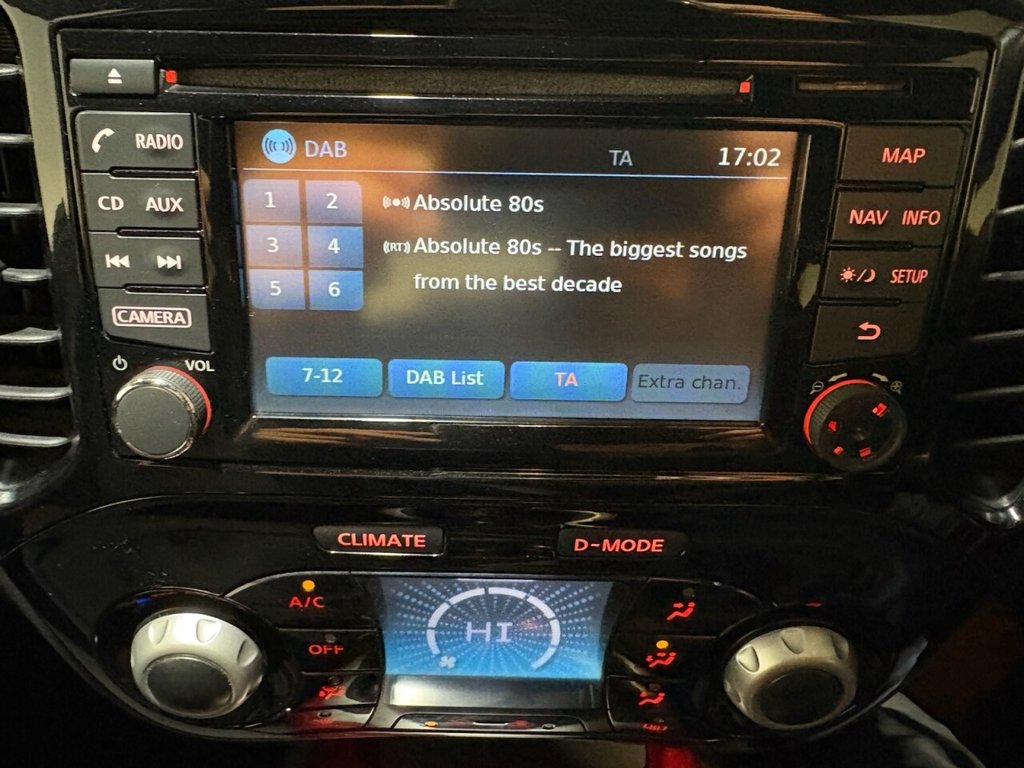 RADIO
CD AUX
CAMERA
VOL
DAB TA 17:02
1 2
3 4
5 6
Absolute 80s
(RT) Absolute 80s -- The biggest songs
from the best decade
7-12 DAB List TA Extra chan.
MAP
NAV INFO
SETUP
CLIMATE D-MODE
A/C
OFF
HI